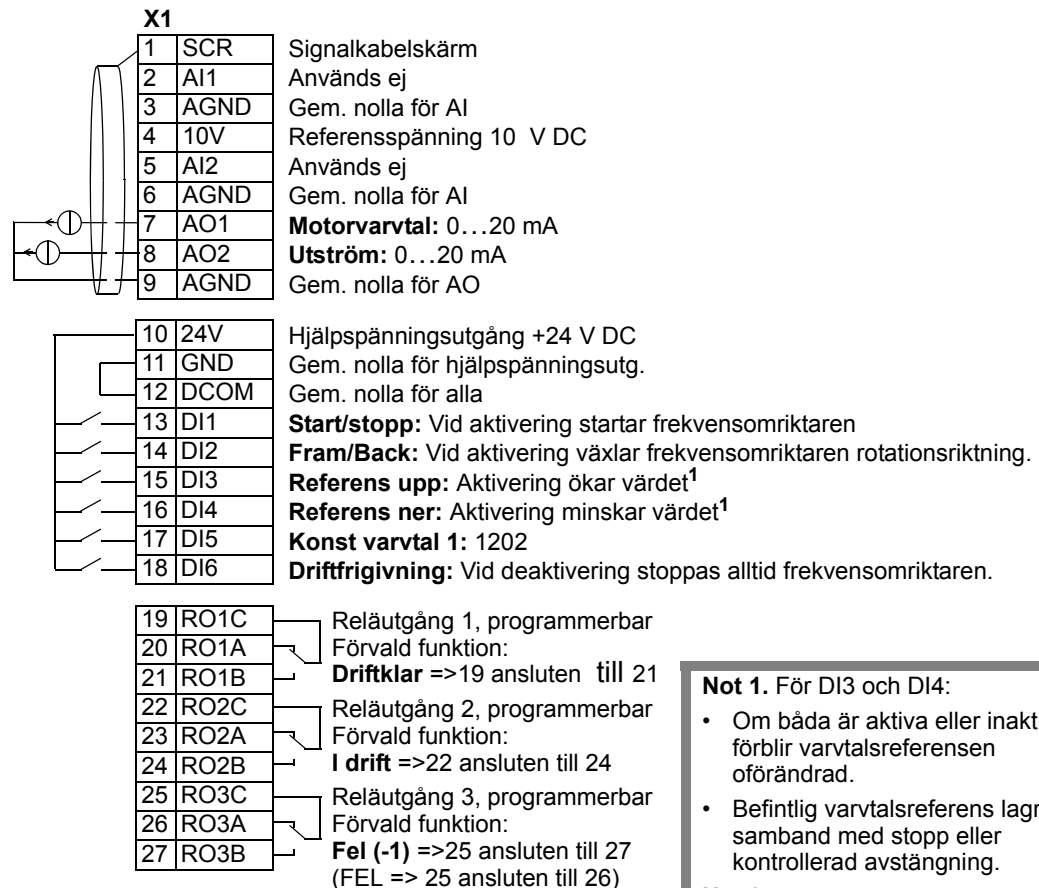 X1
1 SCR Signalkabelskärm
2 AI1 Används ej
3 AGND Gem. nolla för AI
4 10V Referensspänning 10 V DC
5 AI2 Används ej
6 AGND Gem. nolla för AI
7 AO1 Motorvarvtal: 0…20 mA
8 AO2 Utström: 0…20 mA
9 AGND Gem. nolla för AO
10 24V Hjälpspänningsutgång +24 V DC
11 GND Gem. nolla för hjälpspänningsutg.
12 DCOM Gem. nolla för alla
13 DI1 Start/stopp: Vid aktivering startar frekvensomriktaren
14 DI2 Fram/Back: Vid aktivering växlar frekvensomriktaren rotationsriktning.
15 DI3 Referens upp: Aktivering ökar värdet1
16 DI4 Referens ner: Aktivering minskar värdet1
17 DI5 Konst varvtal 1: 1202
18 DI6 Driftfrigivning: Vid deaktivering stoppas alltid frekvensomriktaren.
19 RO1C Reläutgång 1, programmerbar
20 RO1A Förvald funktion:
21 RO1B Driftklar =>19 ansluten till 21
22 RO2C Reläutgång 2, programmerbar
23 RO2A Förvald funktion:
24 RO2B I drift =>22 ansluten till 24
25 RO3C Reläutgång 3, programmerbar
26 RO3A Förvald funktion:
27 RO3B Fel (-1) =>25 ansluten till 27
(FEL => 25 ansluten till 26)
Not 1. För DI3 och DI4:
• Om båda är aktiva eller inakt
förblir varvtalsreferensen
oförändrad.
• Befintlig varvtalsreferens lagr
samband med stopp eller
kontrollerad avstängning.